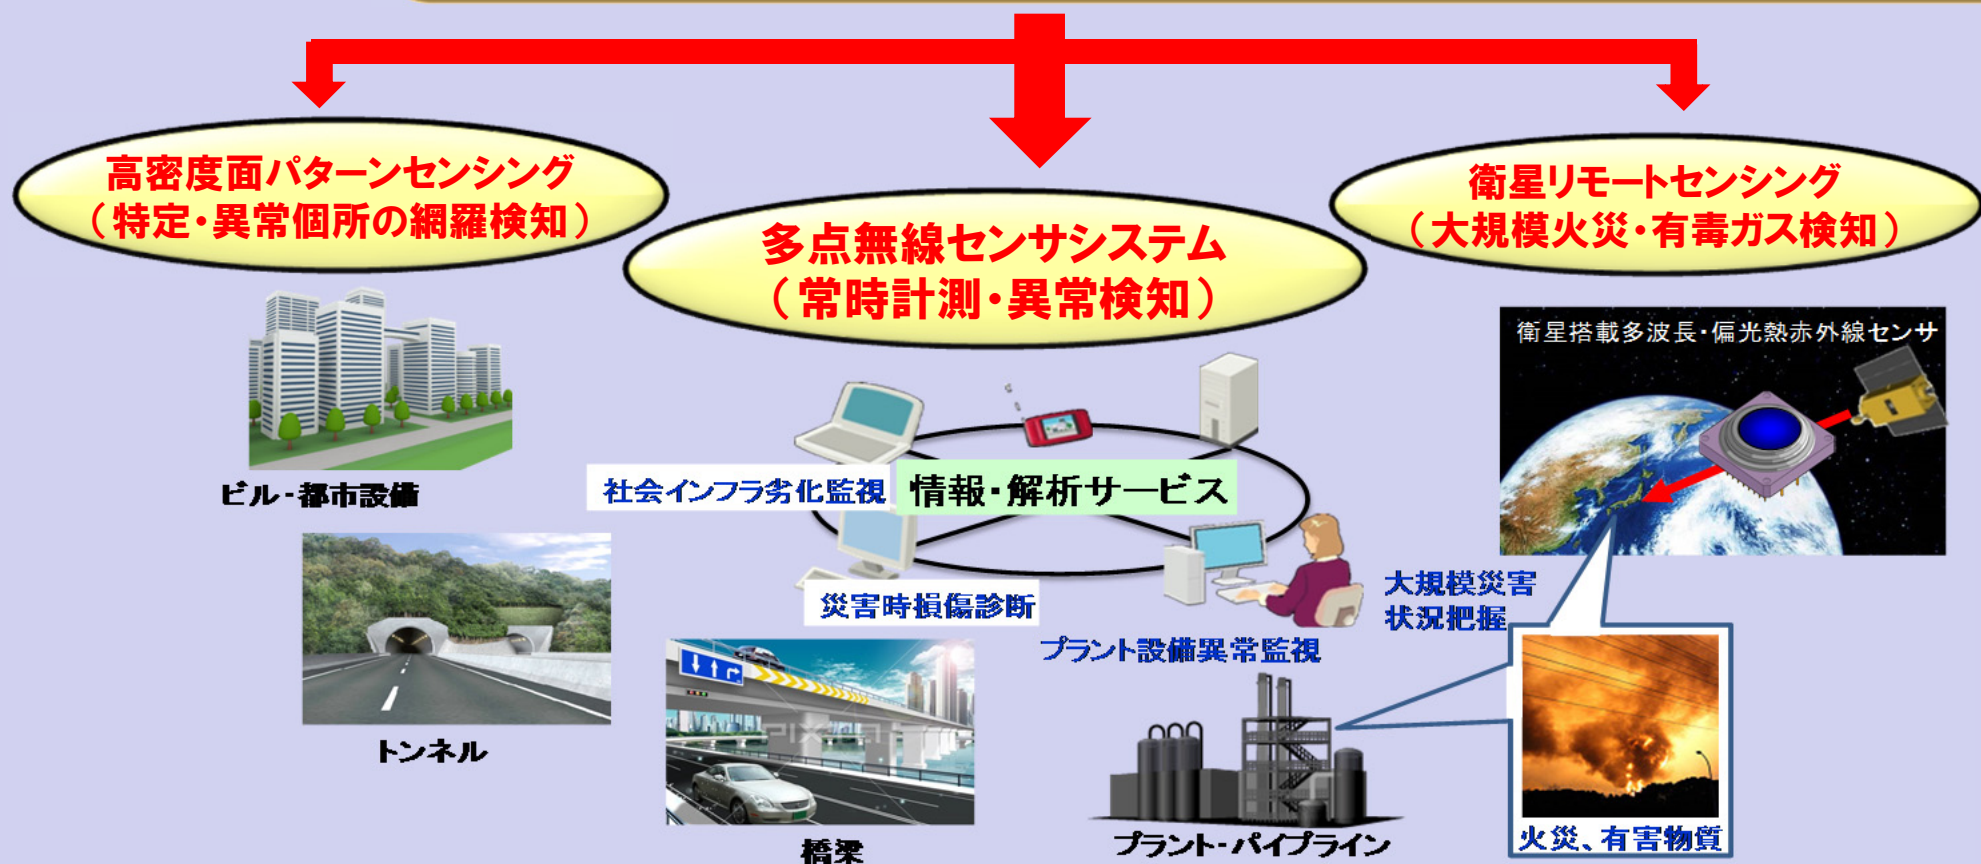 高密度面パターンセンシング
（特定・異常個所の網羅検知）
多点無線センサシステム
（常時計測・異常検知）
衛星リモートセンシング
（大規模火災・有毒ガス検知）
衛星搭載多波長・偏光熱赤外線センサ
ビル・都市設備
社会インフラ劣化監視
情報・解析サービス
災害時損傷診断
プラント設備異常監視
大規模災害
状況把握
トンネル
橋梁
プラント・パイプライン
火災、有害物質